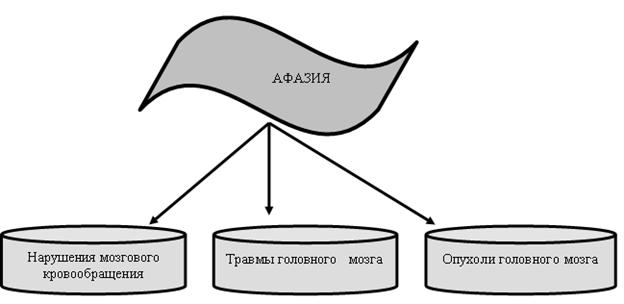 АФАЗИЯ
Нарушения мозгового
кровообращения
Травмы головного мозга
Опухоли головного мозга